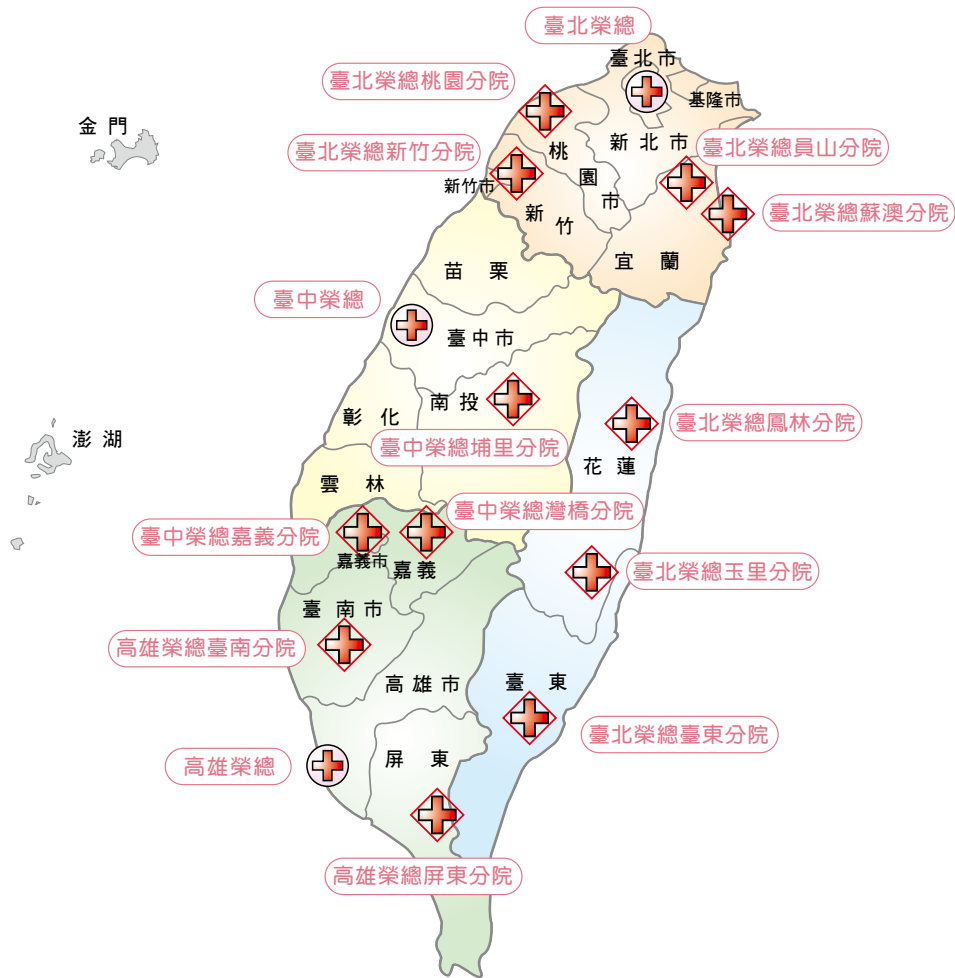 臺北榮總
臺北市
臺北榮總桃園分院
基隆市
金門
新北市
臺北榮總員山分院
臺北榮總新竹分院
桃園市
新竹市
新竹
臺北榮總蘇澳分院
宜蘭
苗栗
臺中榮總
臺中市
南投
彰化
臺北榮總鳳林分院
澎湖
臺中榮總埔里分院
花蓮
雲林
臺中榮總灣橋分院
臺中榮總嘉義分院
嘉義市
嘉義
臺北榮總玉里分院
臺南市
高雄榮總臺南分院
高雄市
臺東
臺北榮總臺東分院
高雄榮總
屏東
高雄榮總屏東分院